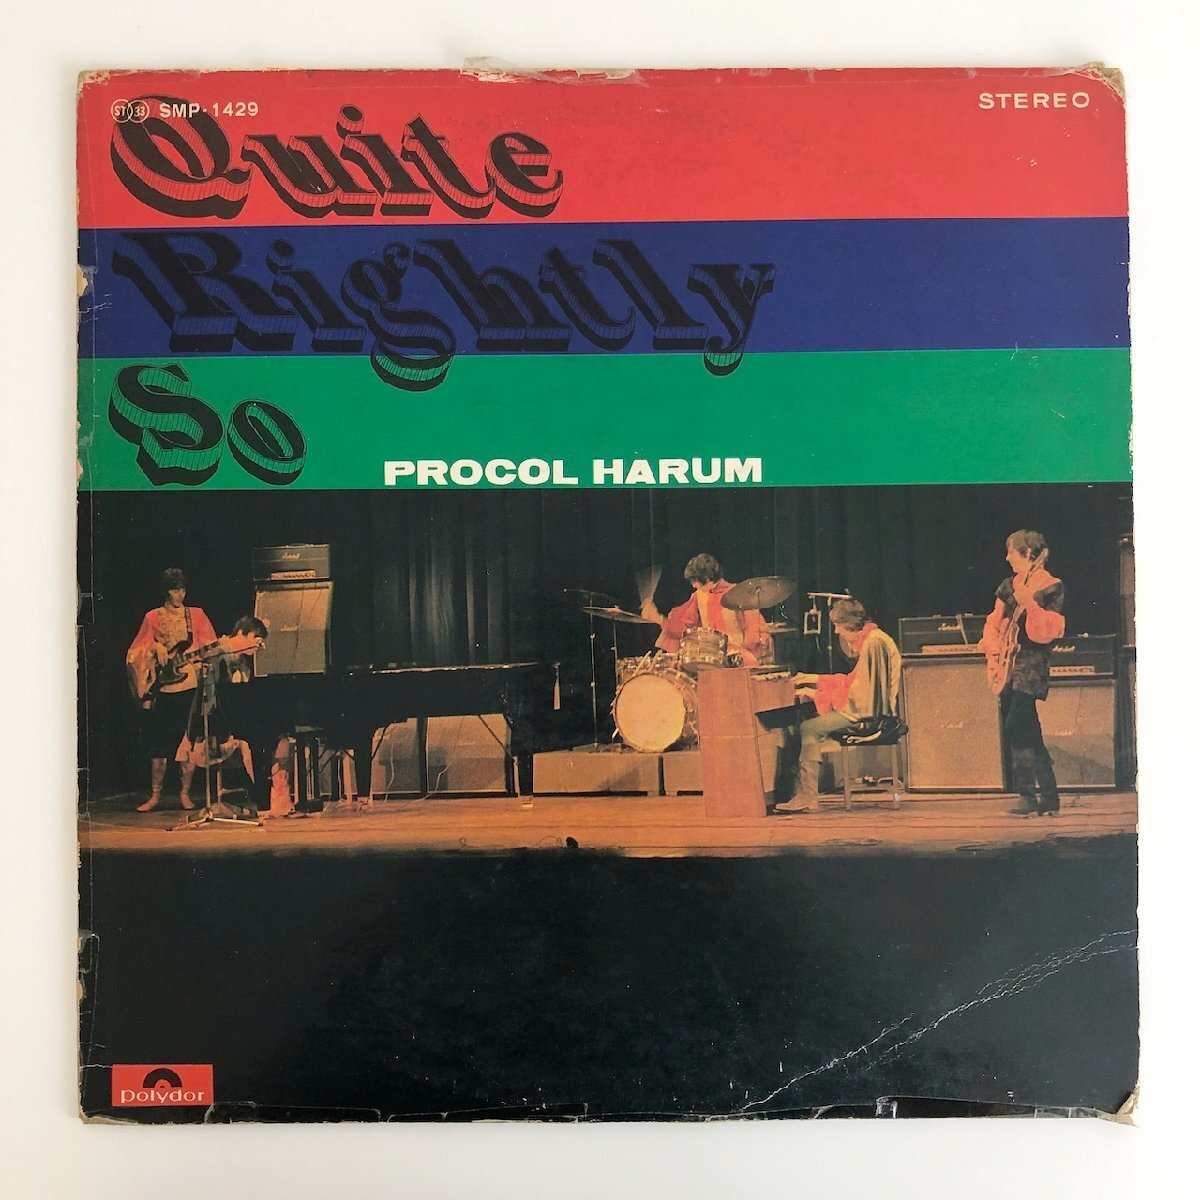 ST 33 SMP-1429
STEREO
Quite
Rightly
So
PROCOL HARUM
polydor